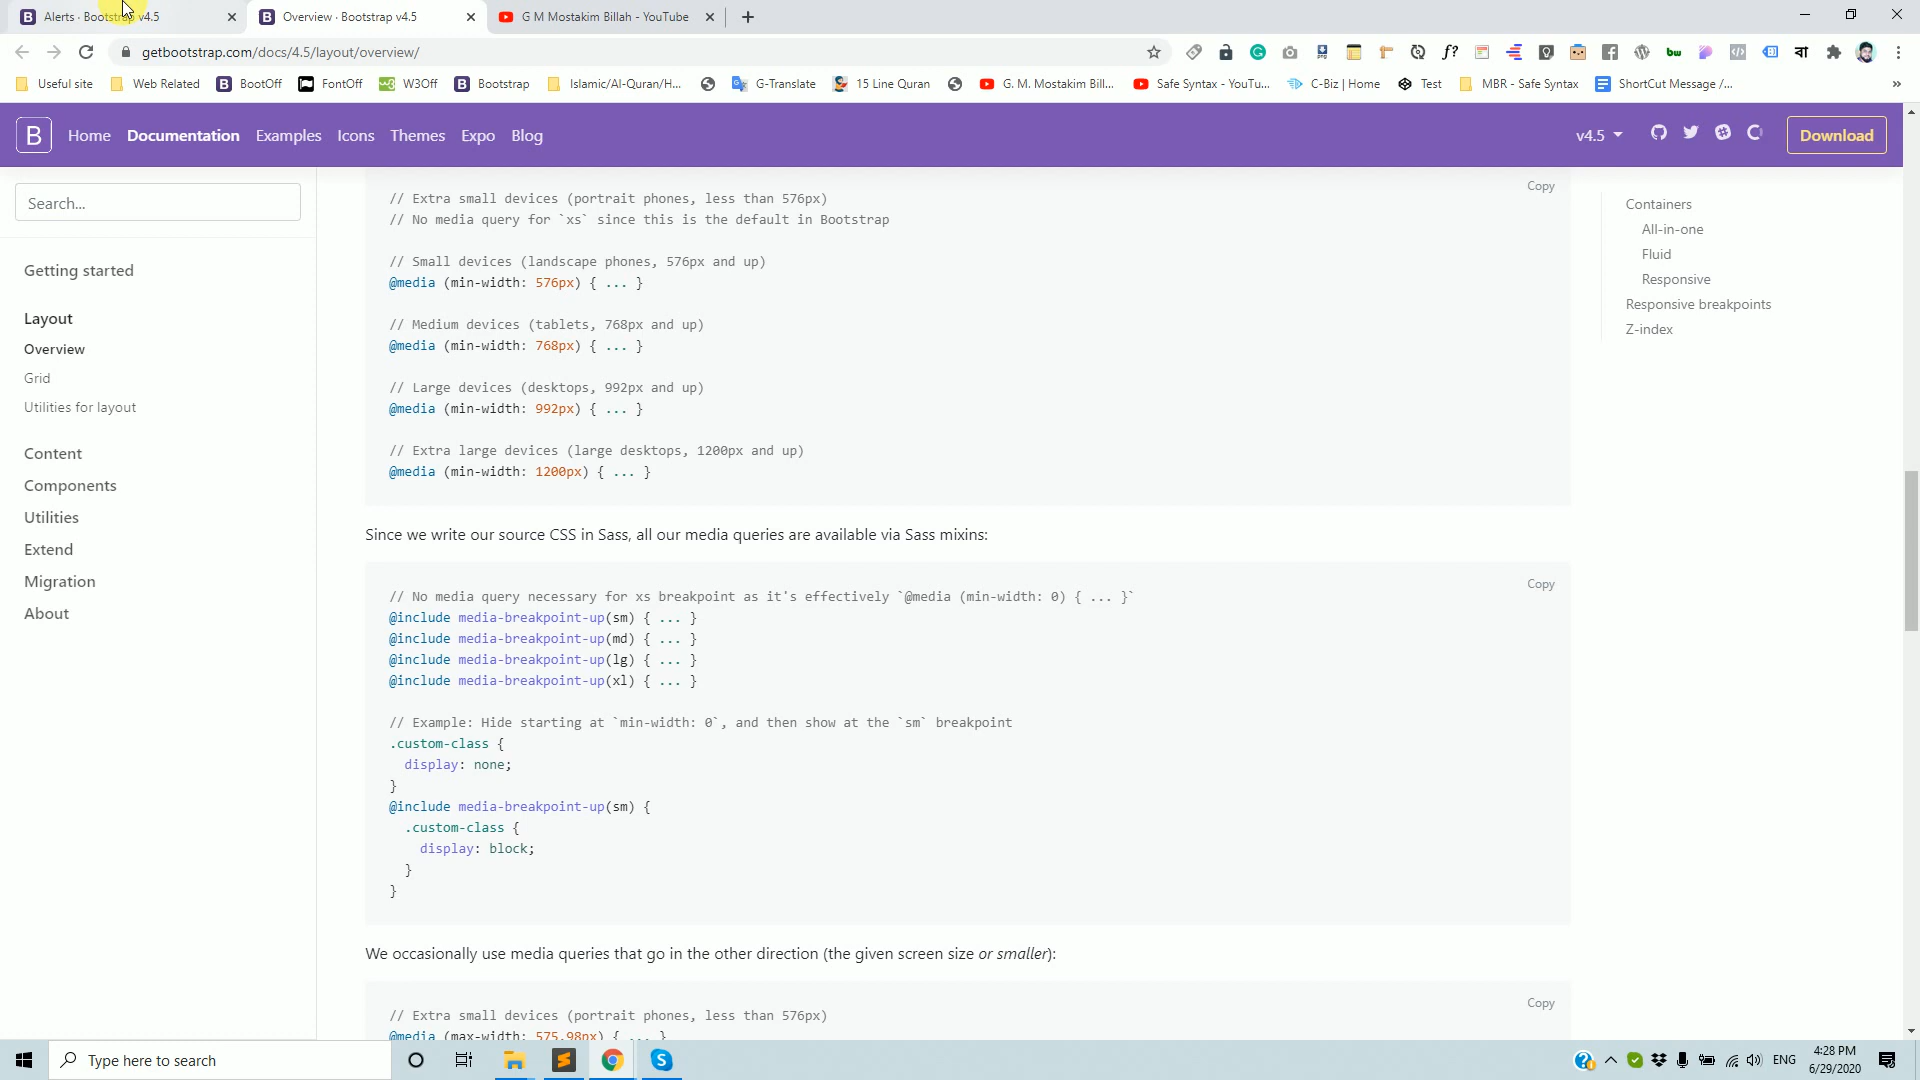 Alerts · Bootstrap v4.5
Overview · Bootstrap v4.5
G M Mostakim Billah - YouTube
getbootstrap.com/docs/4.5/layout/overview/
Useful site
Web Related
BootOff
FontOff
W3Off
Bootstrap
Islamic/Al-Quran/H...
G-Translate
15 Line Quran
G. M. Mostakim Bill...
Safe Syntax - YouTu...
C-Biz | Home
Test
MBR - Safe Syntax
ShortCut Message /...
B
Home
Documentation
Examples
Icons
Themes
Expo
Blog
v4.5
Download
Search...
Getting started
Layout
Overview
Grid
Utilities for layout
Content
Components
Utilities
Extend
Migration
About
Copy
// Extra small devices (portrait phones, less than 576px)
// No media query for `xs` since this is the default in Bootstrap
// Small devices (landscape phones, 576px and up)
@media (min-width: 576px) { ... }
// Medium devices (tablets, 768px and up)
@media (min-width: 768px) { ... }
// Large devices (desktops, 992px and up)
@media (min-width: 992px) { ... }
// Extra large devices (large desktops, 1200px and up)
@media (min-width: 1200px) { ... }
Since we write our source CSS in Sass, all our media queries are available via Sass mixins:
Copy
// No media query necessary for xs breakpoint as it's effectively `@media (min-width: 0) { ... }`
@include media-breakpoint-up(sm) { ... }
@include media-breakpoint-up(md) { ... }
@include media-breakpoint-up(lg) { ... }
@include media-breakpoint-up(xl) { ... }
// Example: Hide starting at `min-width: 0`, and then show at the `sm` breakpoint
.custom-class {
display: none;
}
@include media-breakpoint-up(sm) {
.custom-class {
display: block;
}
}
We occasionally use media queries that go in the other direction (the given screen size or smaller):
Copy
// Extra small devices (portrait phones, less than 576px)
@media (max-width: 575.98px) { ... }
Containers
All-in-one
Fluid
Responsive
Responsive breakpoints
Z-index
Type here to search
ENG
4:28 PM
6/29/2020